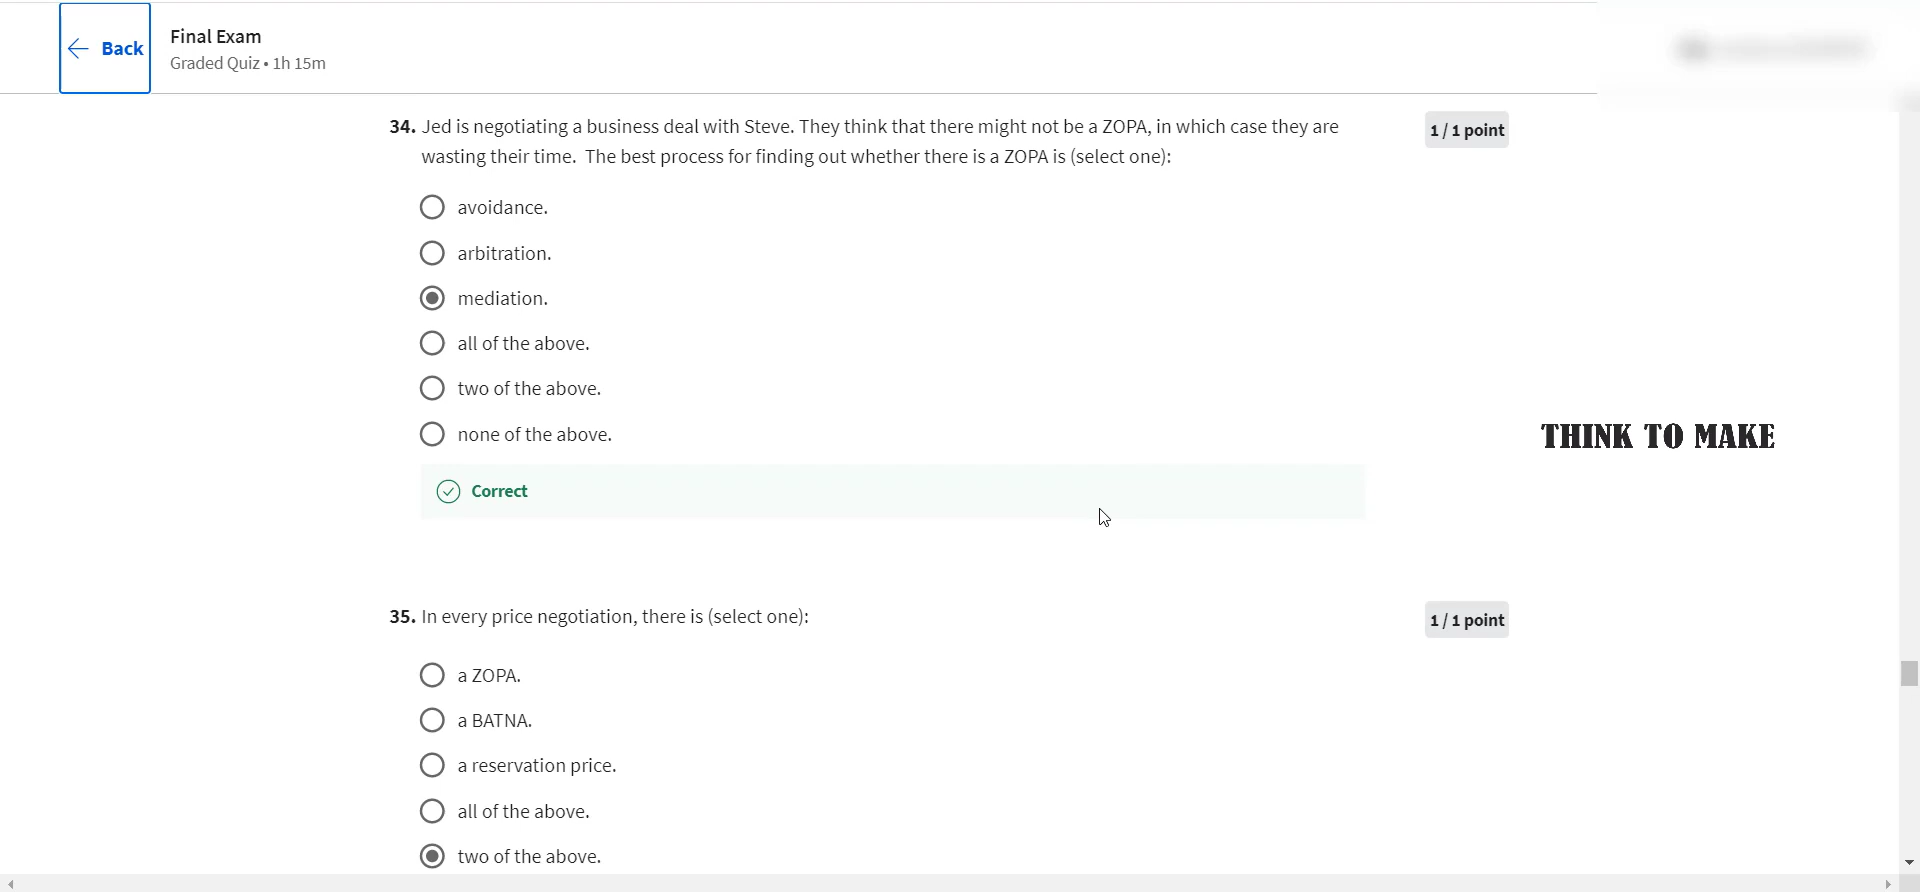 Back
Final Exam
Graded Quiz • 1h 15m
34. Jed is negotiating a business deal with Steve. They think that there might not be a ZOPA, in which case they are
wasting their time.  The best process for finding out whether there is a ZOPA is (select one):
1 / 1 point
avoidance.
arbitration.
mediation.
all of the above.
two of the above.
none of the above.
THINK TO MAKE
Correct
35. In every price negotiation, there is (select one):
1 / 1 point
a ZOPA.
a BATNA.
a reservation price.
all of the above.
two of the above.